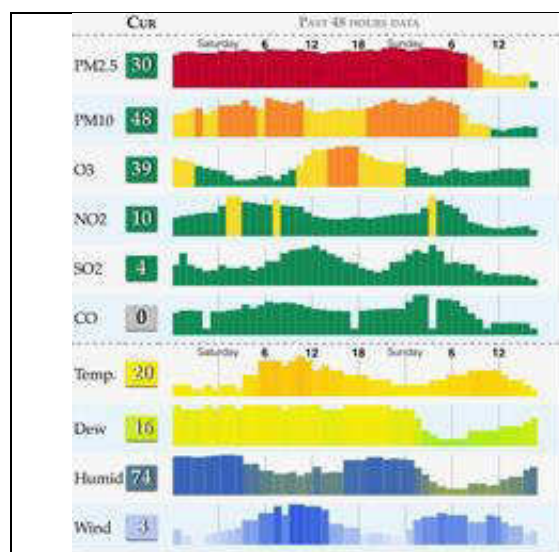 CUR PAST 48 HOURS DATA
Saturday 6 12 18 Sunday 6 12
PM2.5 30
PM10 48
O3 39
NO2 10
SO2 4
CO 0
Saturday 6 12 18 Sunday 6 12
Temp. 20
Dew 16
Humid 74
Wind 3